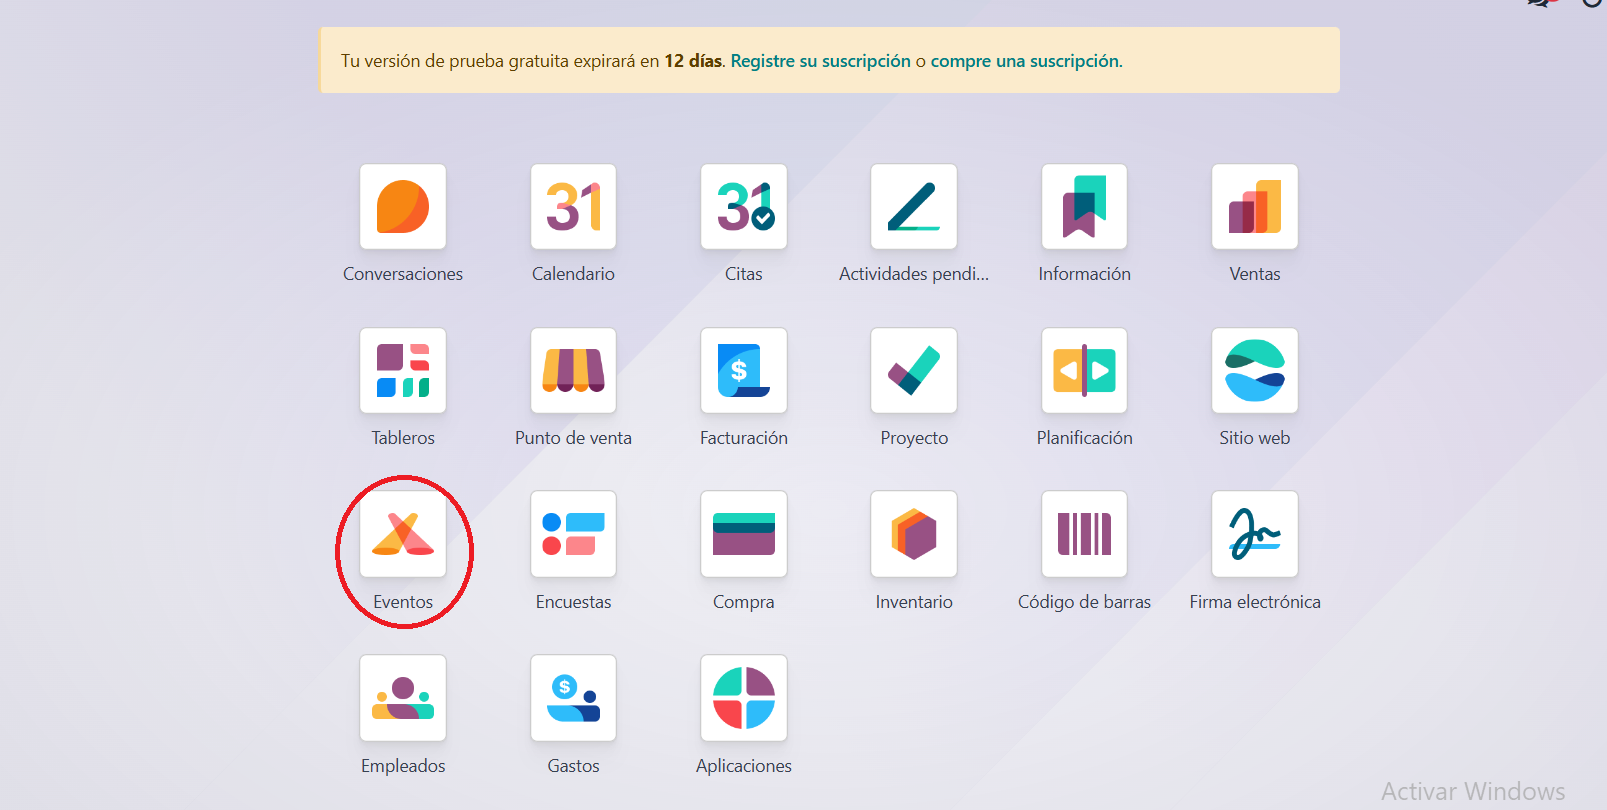 Tu versión de prueba gratuita expirará en 12 días. Registre su suscripción o compre una suscripción.
31
31
Conversaciones Calendario Citas Actividades pendi... Información Ventas
$
Tableros Punto de venta Facturación Proyecto Planificación Sitio web
Eventos Encuestas Compra Inventario Código de barras Firma electrónica
$
Empleados Gastos Aplicaciones
Activar Windows